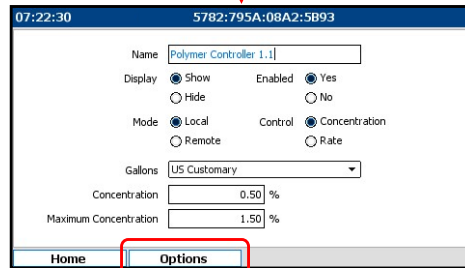 07:22:30 5782:795A:08A2:5B93
Name Polymer Controller 1.1
Display Show Enabled Yes
Hide No
Mode Local Control Concentration
Remote Rate
Gallons US Customary
Concentration 0.50 %
Maximum Concentration 1.50 %
Home Options